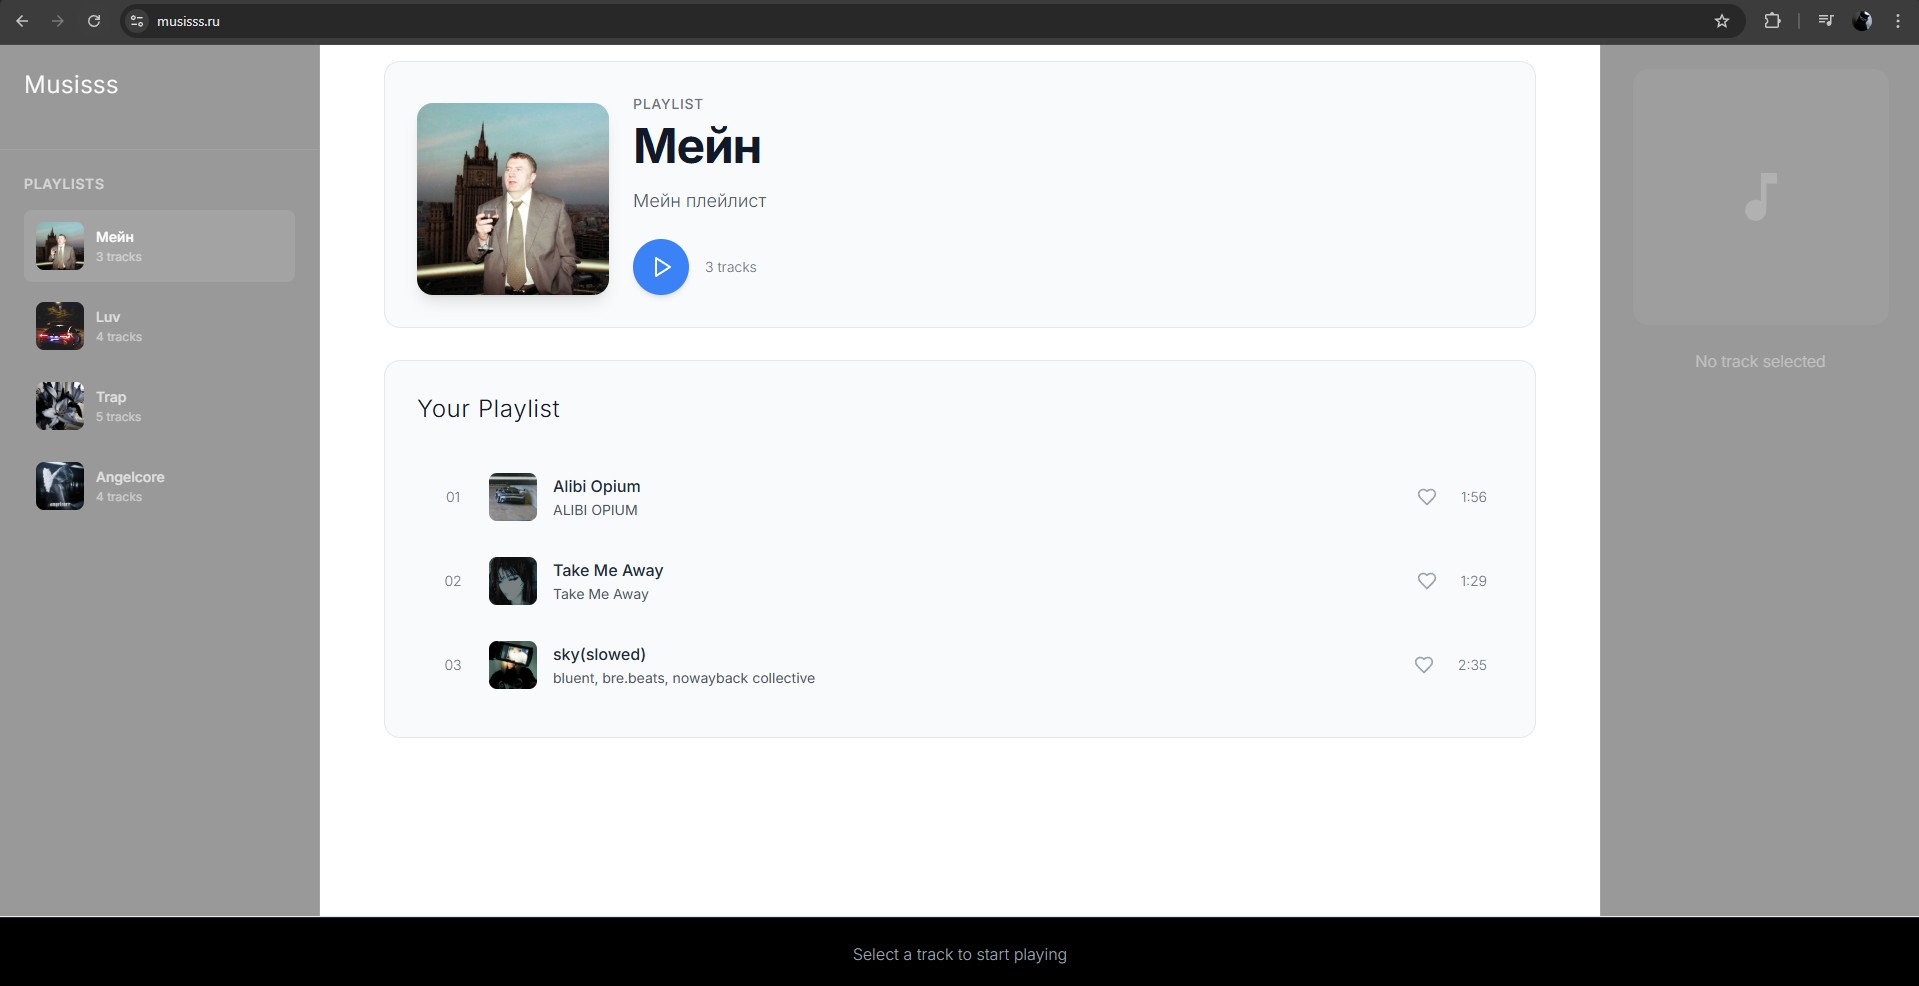 musisss.ru
Musisss
PLAYLISTS
Мейн
3 tracks
Luv
4 tracks
Trap
5 tracks
Angelcore
4 tracks
PLAYLIST
Мейн
Мейн плейлист
3 tracks
Your Playlist
01
Alibi Opium
ALIBI OPIUM
1:56
02
Take Me Away
Take Me Away
1:29
03
sky(slowed)
bluent, bre.beats, nowayback collective
2:35
No track selected
Select a track to start playing